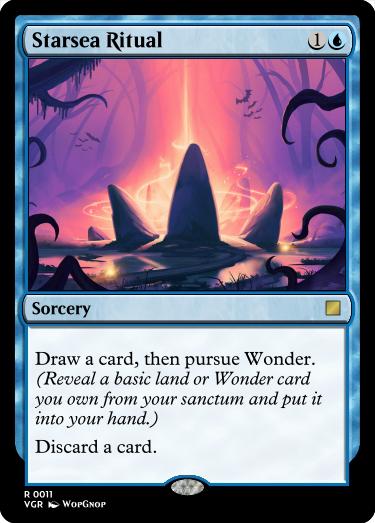 Starsea Ritual 1
Sorcery
Draw a card, then pursue Wonder.
(Reveal a basic land or Wonder card
you own from your sanctum and put it
into your hand.)
Discard a card.
R 0011
VGR WopGnop